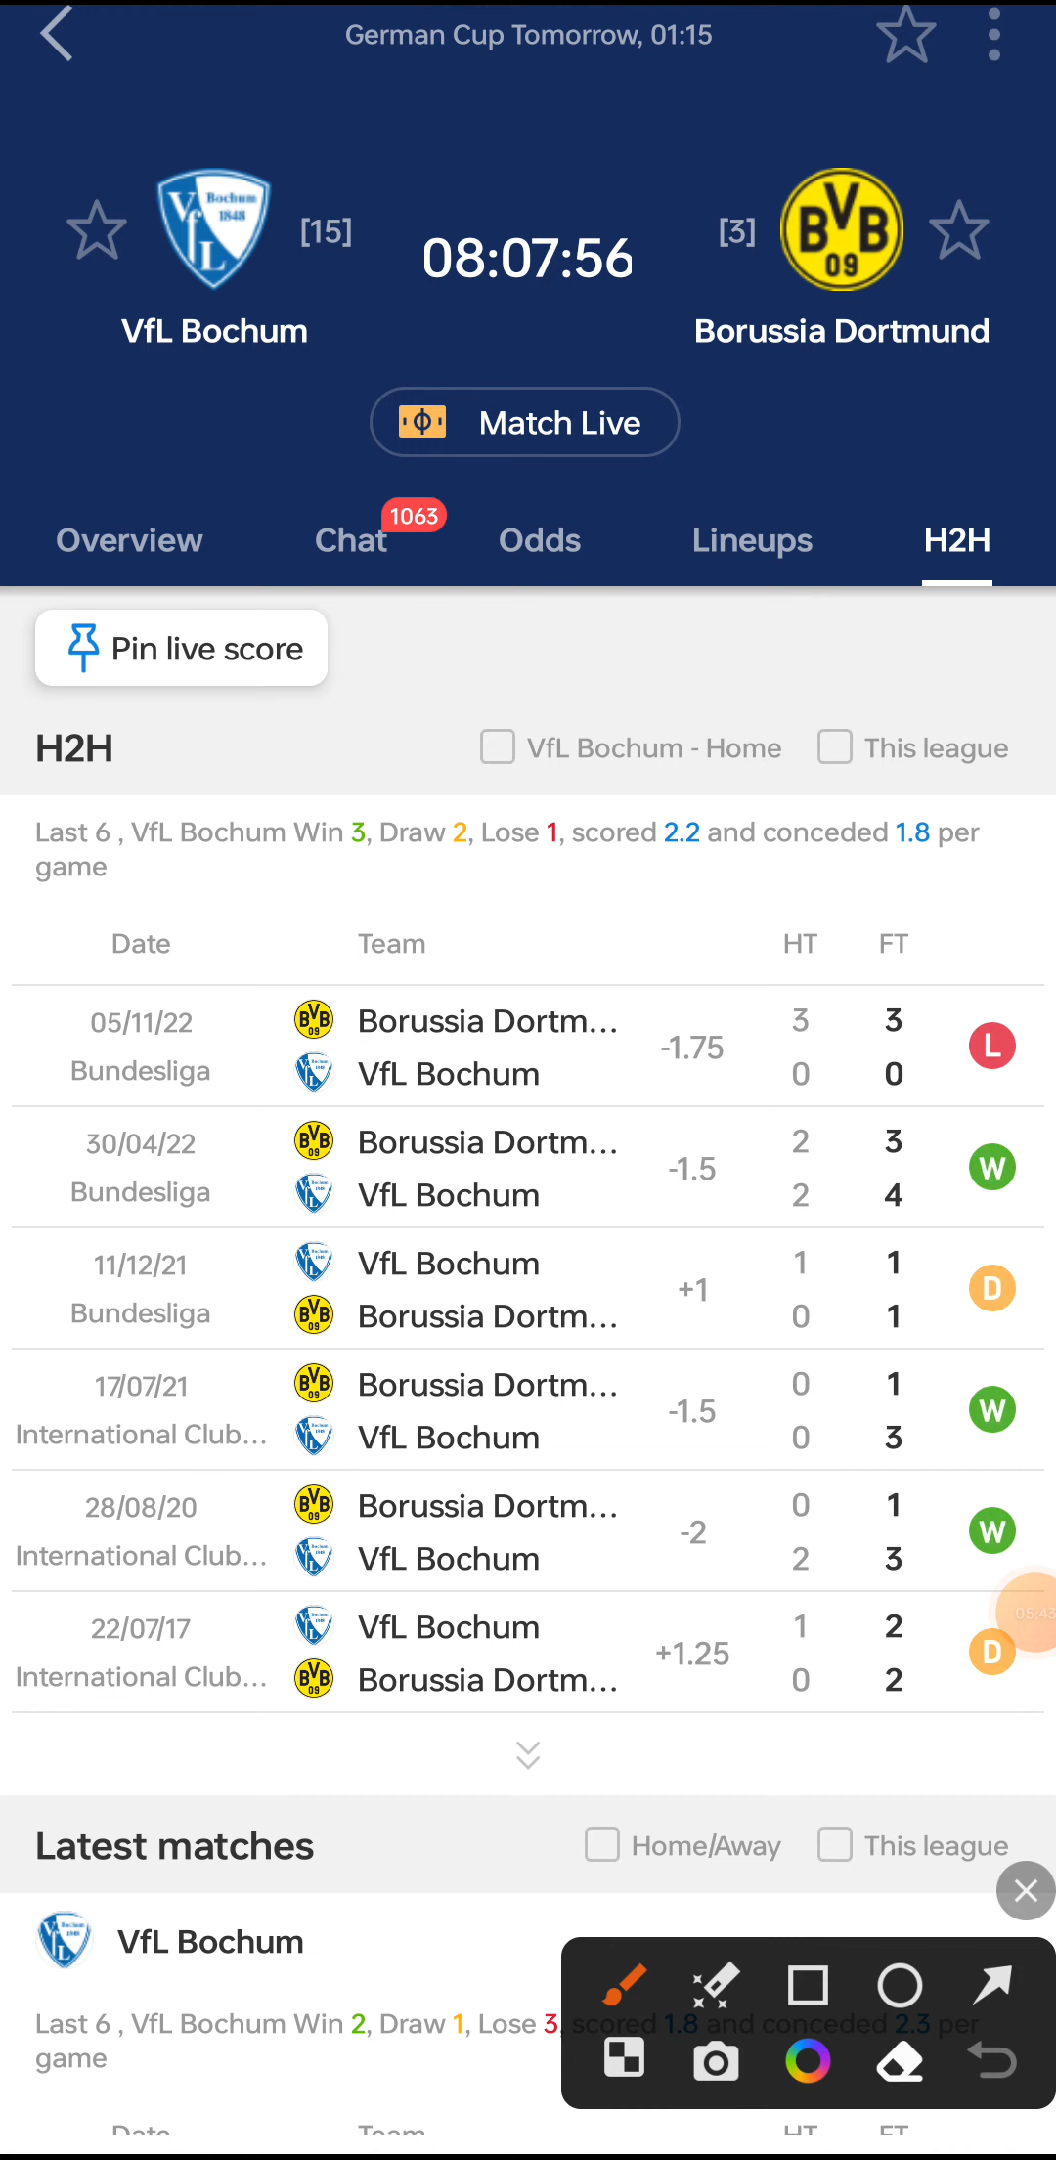 German Cup Tomorrow, 01:15
[15]
08:07:56
[3]
VfL Bochum
Borussia Dortmund
Match Live
Overview
Chat
1063
Odds
Lineups
H2H
Pin live score
H2H
VfL Bochum - Home
This league
Last 6 , VfL Bochum Win 3, Draw 2, Lose 1, scored 2.2 and conceded 1.8 per
game
Date Team HT FT
05/11/22 Borussia Dortm... 3 3
Bundesliga VfL Bochum -1.75 0 0 L
30/04/22 Borussia Dortm... 2 3
Bundesliga VfL Bochum -1.5 2 4 W
11/12/21 VfL Bochum 1 1
Bundesliga Borussia Dortm... +1 0 1 D
17/07/21 Borussia Dortm... 0 1
International Club... VfL Bochum -1.5 0 3 W
28/08/20 Borussia Dortm... 0 1
International Club... VfL Bochum -2 2 3 W
05:43
22/07/17 VfL Bochum 1 2
International Club... Borussia Dortm... +1.25 0 2 D
Latest matches
Home/Away
This league
VfL Bochum
Last 6 , VfL Bochum Win 2, Draw 1, Lose 3, scored 1.8 and conceded 2.3 per
game
Date Team HT FT